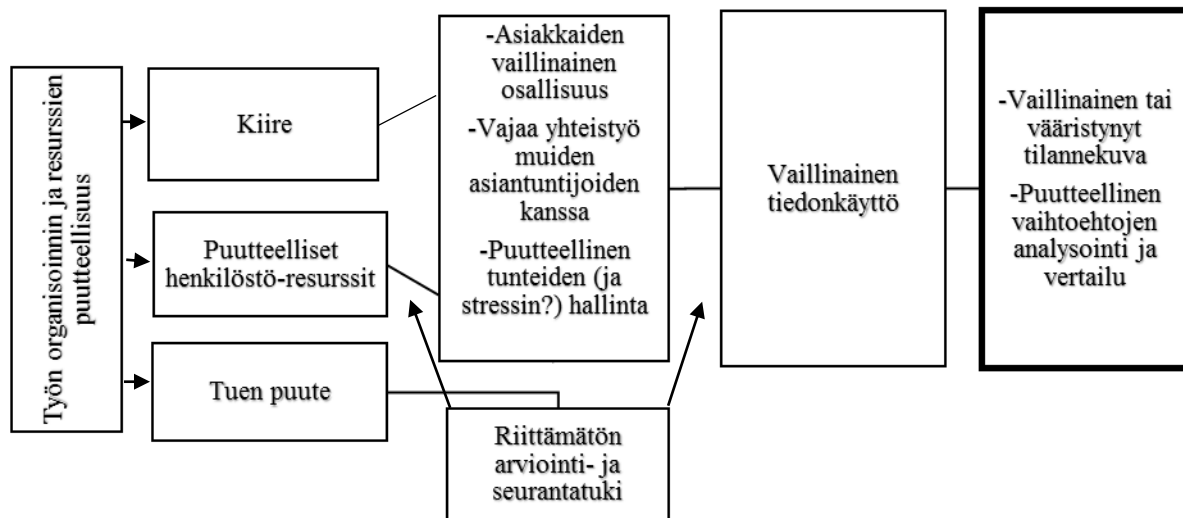 Työn organisoinnin ja resurssien
puutteellisuus
Kiire
Puutteelliset
henkilöstö-resurssit
Tuen puute
-Asiakkaiden
vaillinainen
osallisuus
-Vajaa yhteistyö
muiden
asiantuntijoiden
kanssa
-Puutteellinen
tunteiden (ja
stressin?) hallinta
Riittämätön
arviointi- ja
seurantatuki
Vaillinainen
tiedonkäyttö
-Vaillinainen tai
vääristynyt
tilannekuva
-Puutteellinen
vaihtoehtojen
analysointi ja
vertailu